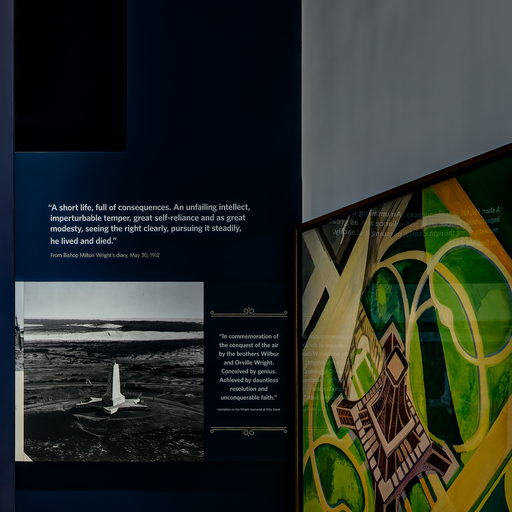 “A short life, full of consequences. An unfailing intellect,
imperturbable temper, great self-reliance and as great
modesty, seeing the right clearly, pursuing it steadily,
he lived and died.”
From Bishop Milton Wright's diary, May 30, 1912
“In commemoration of
the conquest of the air
by the brothers Wilbur
and Orville Wright.
Conceived by genius.
Achieved by dauntless
resolution and
unconquerable faith.”
Inscription on the Wright memorial at Kitty Hawk